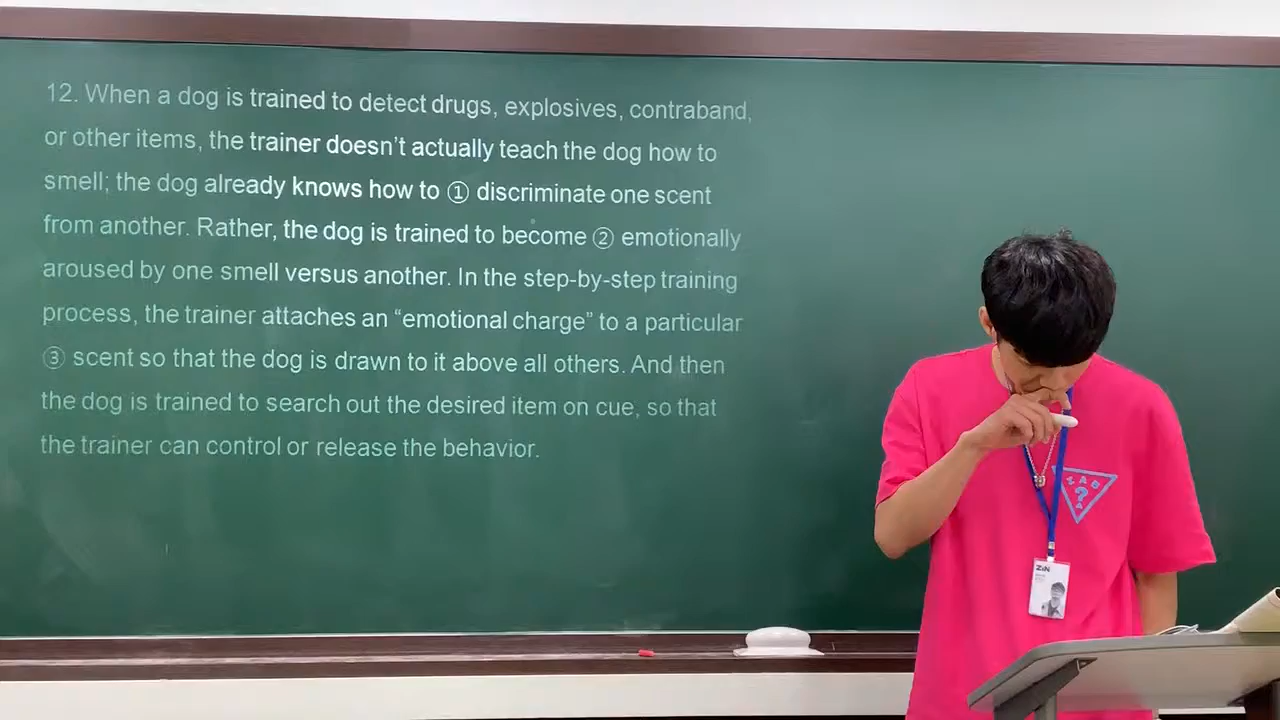 12. When a dog is trained to detect drugs, explosives, contraband,
or other items, the trainer doesn't actually teach the dog how to
smell; the dog already knows how to ① discriminate one scent
from another. Rather, the dog is trained to become ② emotionally
aroused by one smell versus another. In the step-by-step training
process, the trainer attaches an “emotional charge” to a particular
③ scent so that the dog is drawn to it above all others. And then
the dog is trained to search out the desired item on cue, so that
the trainer can control or release the behavior.
ZIN